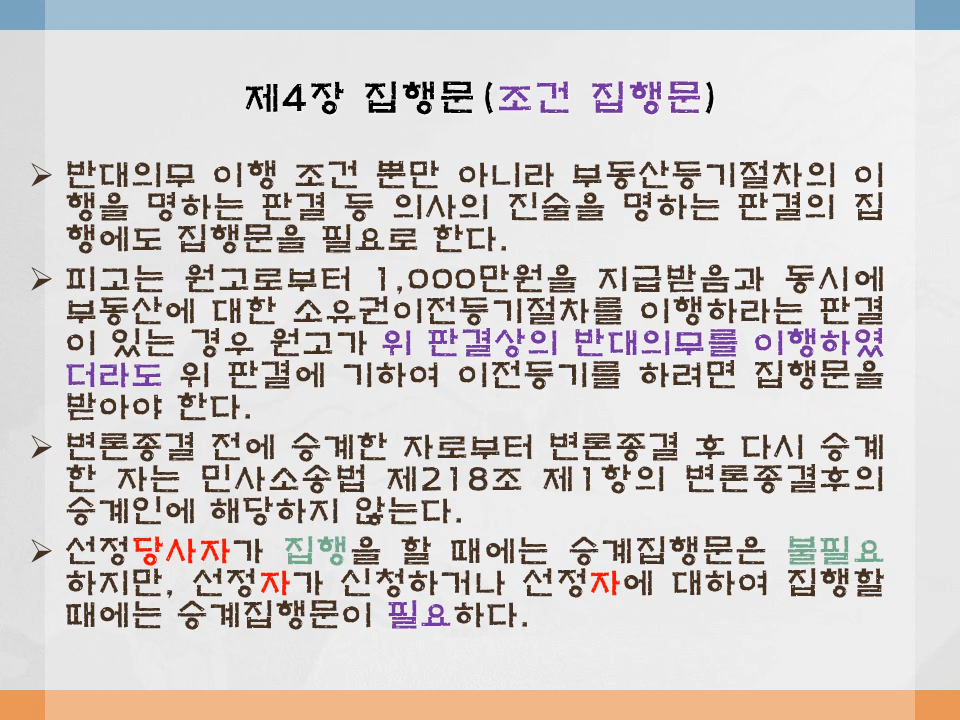 제4장 집행문(조건 집행문)
➢ 반대의무 이행 조건 뿐만 아니라 부동산등기절차의 이
행을 명하는 판결 등 의사의 진술을 명하는 판결의 집
행에도 집행문을 필요로 한다.
➢ 피고는 원고로부터 1,000만원을 지급받음과 동시에
부동산에 대한 소유권이전등기절차를 이행하라는 판결
이 있는 경우 원고가 위 판결상의 반대의무를 이행하였
더라도 위 판결에 기하여 이전등기를 하려면 집행문을
받아야 한다.
➢ 변론종결 전에 승계한 자로부터 변론종결 후 다시 승계
한 자는 민사소송법 제218조 제1항의 변론종결후의
승계인에 해당하지 않는다.
➢ 선정당사자가 집행을 할 때에는 승계집행문은 불필요
하지만, 선정자가 신청하거나 선정자에 대하여 집행할
때에는 승계집행문이 필요하다.